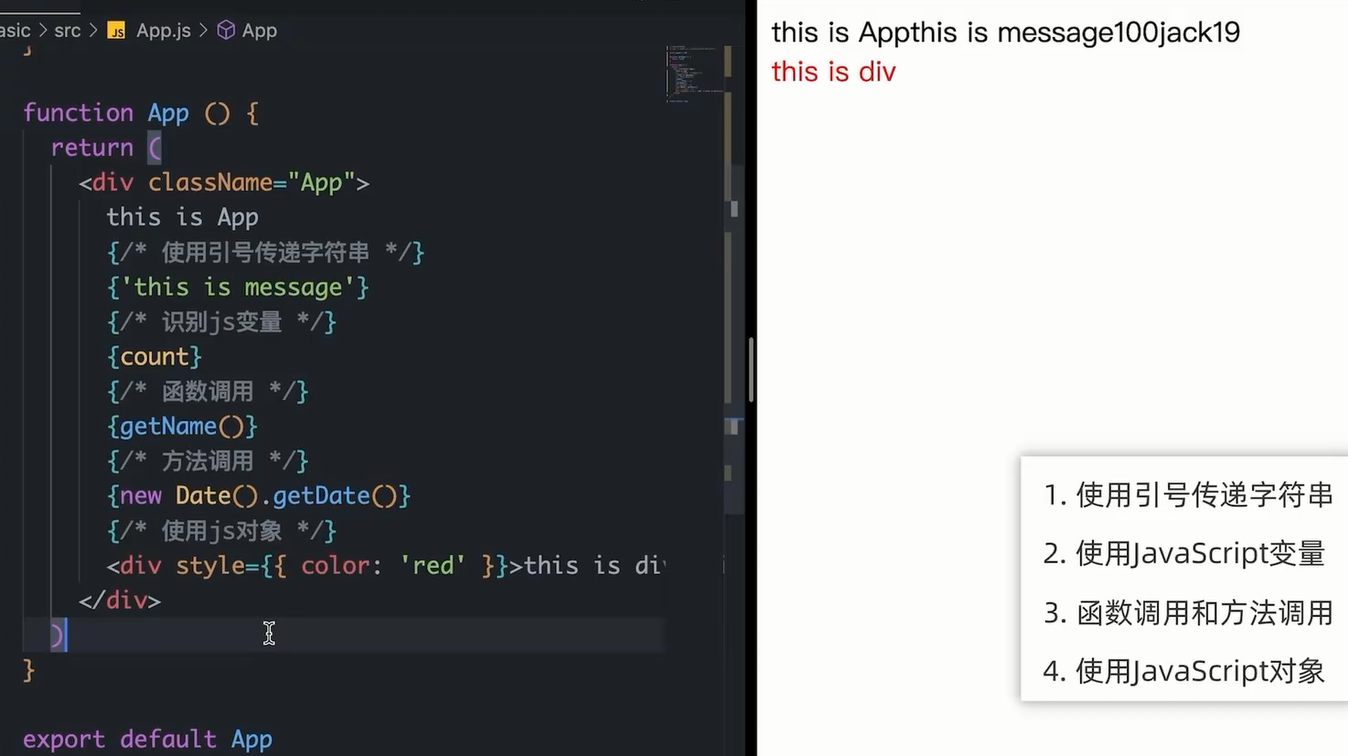 asic > src > JS App.js > App
}
function App () {
return (
<div className="App">
this is App
{/* 使用引号传递字符串 */}
{'this is message'}
{/* 识别js变量 */}
{count}
{/* 函数调用 */}
{getName()}
{/* 方法调用 */}
{new Date().getDate()}
{/* 使用js对象 */}
<div style={{ color: 'red' }}>this is div
</div>
)
}
export default App
this is Appthis is message100jack19
this is div
1. 使用引号传递字符串
2. 使用JavaScript变量
3. 函数调用和方法调用
4. 使用JavaScript对象